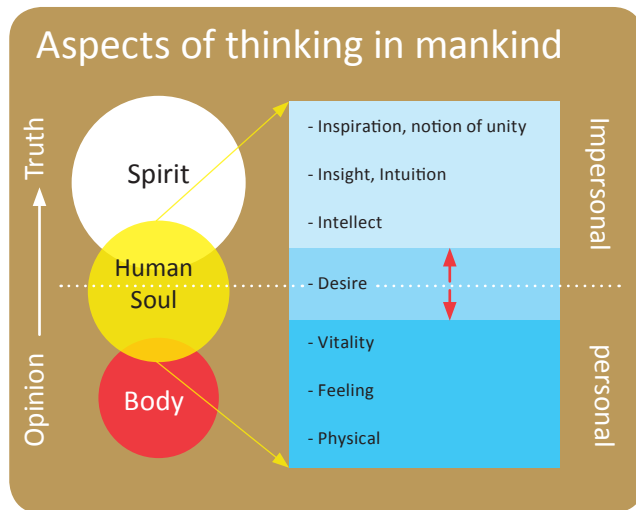 Aspects of thinking in mankind
Truth
Opinion
Spirit
Human
Soul
Body
- Inspiration, notion of unity
- Insight, Intuition
- Intellect
- Desire
- Vitality
- Feeling
- Physical
Impersonal
personal